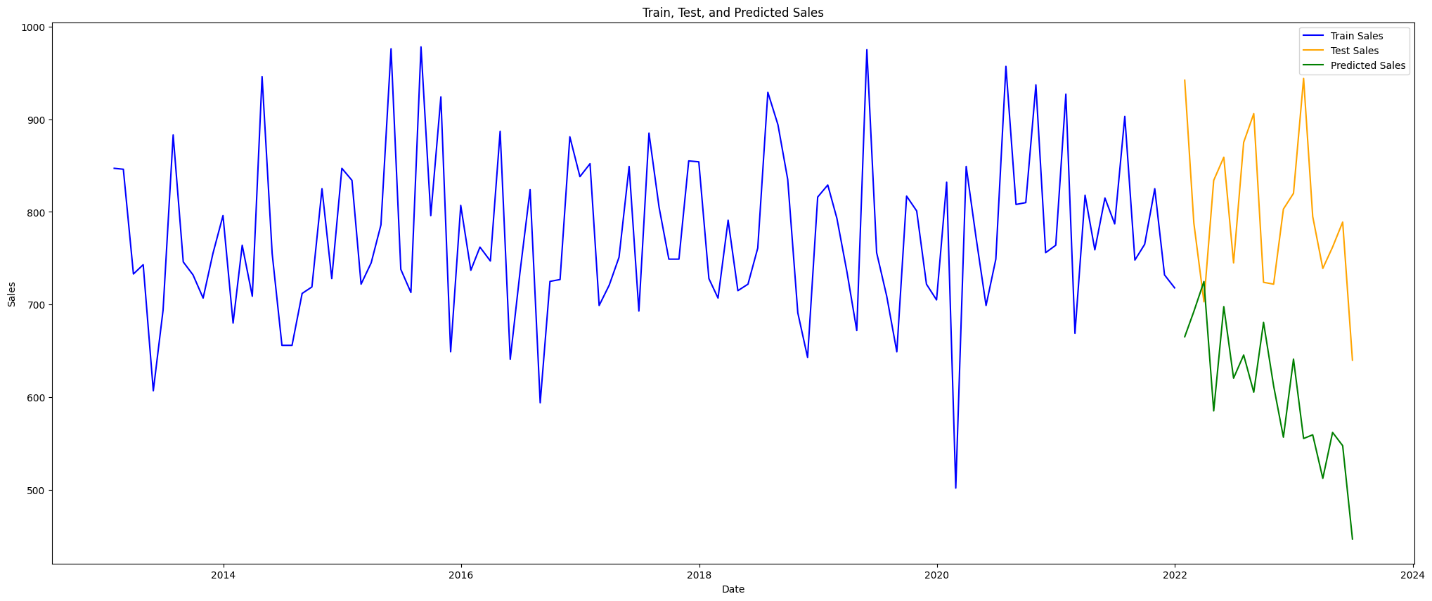 Train, Test, and Predicted Sales
Train Sales
Test Sales
Predicted Sales
Sales
1000
900
800
700
600
500
2014
2016
2018
2020
2022
2024
Date